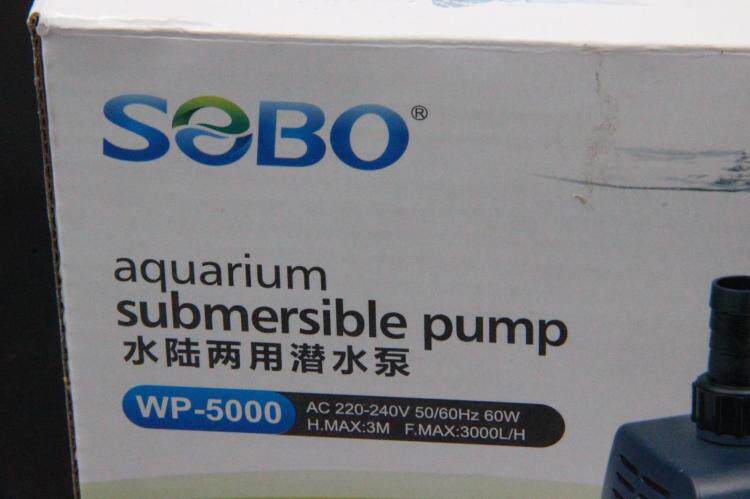 SOBO®
aquarium
submersible pump
水陆两用潜水泵
WP-5000
AC 220-240V 50/60Hz 60W
H.MAX:3M F.MAX:3000L/H